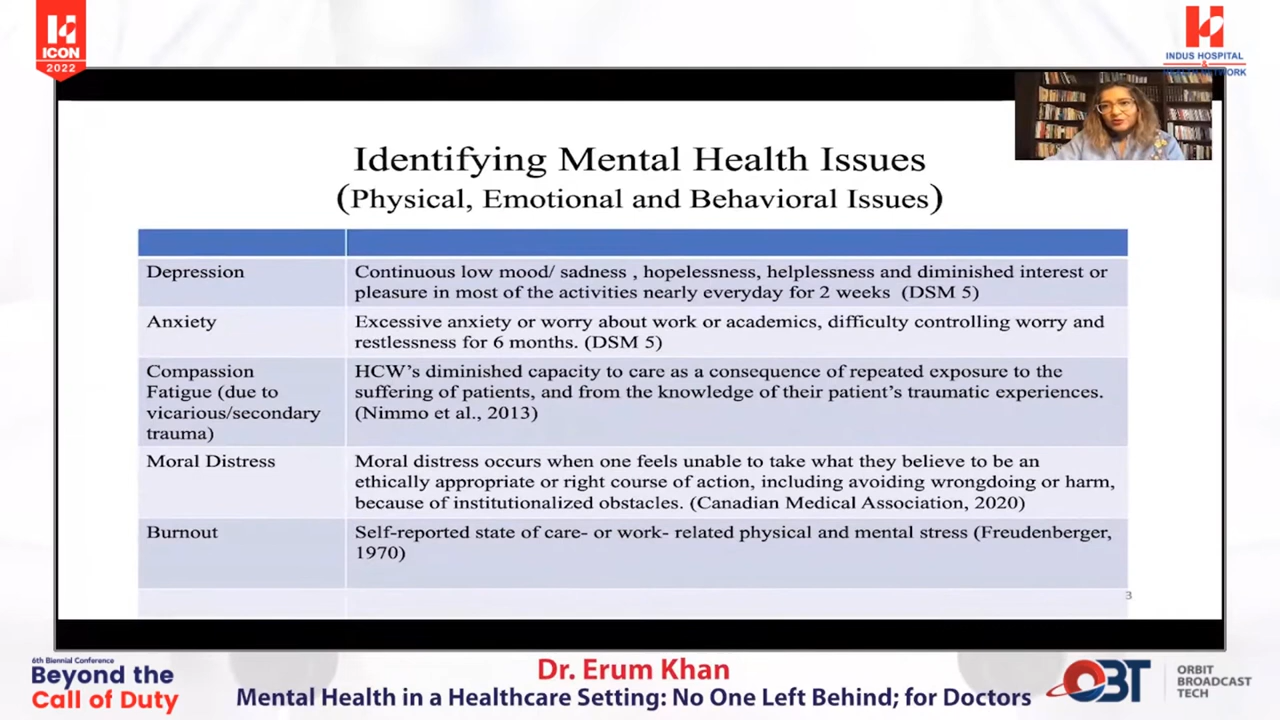 ICON
2022
INDUS HOSPITAL
&
HEALTH NETWORK
Identifying Mental Health Issues
(Physical, Emotional and Behavioral Issues)
Depression
Continuous low mood/ sadness , hopelessness, helplessness and diminished interest or
pleasure in most of the activities nearly everyday for 2 weeks (DSM 5)
Anxiety
Excessive anxiety or worry about work or academics, difficulty controlling worry and
restlessness for 6 months. (DSM 5)
Compassion
Fatigue (due to
vicarious/secondary
trauma)
HCW's diminished capacity to care as a consequence of repeated exposure to the
suffering of patients, and from the knowledge of their patient's traumatic experiences.
(Nimmo et al., 2013)
Moral Distress
Moral distress occurs when one feels unable to take what they believe to be an
ethically appropriate or right course of action, including avoiding wrongdoing or harm,
because of institutionalized obstacles. (Canadian Medical Association, 2020)
Burnout
Self-reported state of care- or work- related physical and mental stress (Freudenberger,
1970)
3
6th Biennial Conference
Beyond the
Call of Duty
Dr. Erum Khan
Mental Health in a Healthcare Setting: No One Left Behind; for Doctors
OBT
ORBIT
BROADCAST
TECH